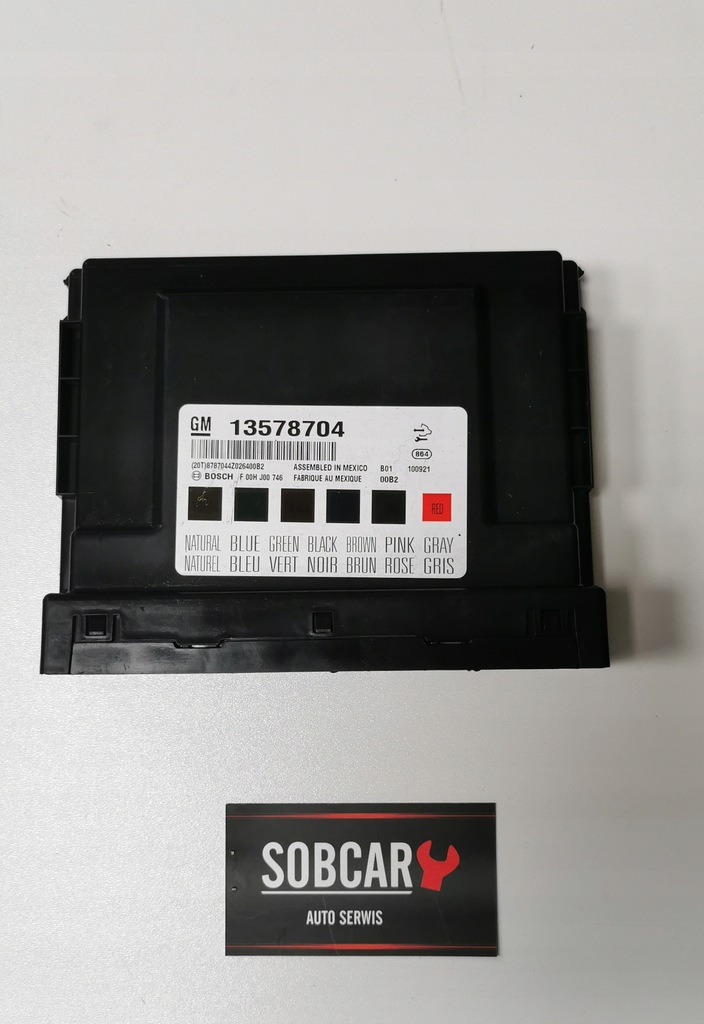 GM 13578704
864
(20T)8787044Z026400B2 ASSEMBLED IN MEXICO B01 100921
BOSCH F 00H J00 746 FABRIQUE AU MEXIQUE 00B2
RED
NATURAL BLUE GREEN BLACK BROWN PINK GRAY
NATUREL BLEU VERT NOIR BRUN ROSE GRIS
SOBCAR
AUTO SERWIS